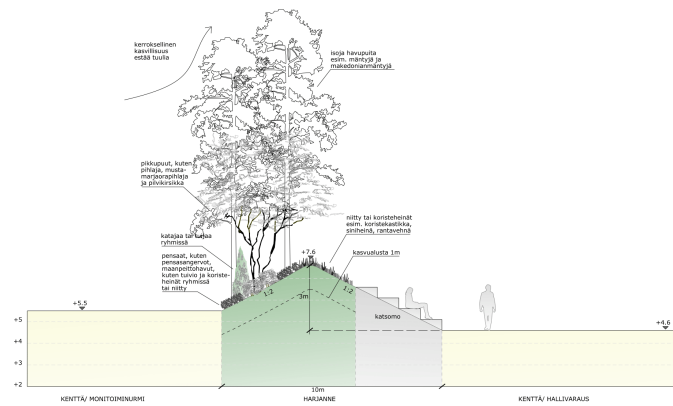 kerroksellinen
kasvillisuus
estää tuulia
isoja havupuita
esim. mäntyjä ja
makedonianmäntyjä
pikkupuut, kuten
pihlaja, musta-
marjaorapihlaja
ja pilvikirsikka
katajaa tai tuijaa
ryhmissä
pensaat, kuten
pensasangervot,
maanpeittohavut,
kuten tuivio ja koriste-
heinät ryhmissä
tai niitty
niitty tai koristeheinät
esim. koristekastikka,
siniheinä, rantavehnä
kasvualusta 1m
+7.6
1:2
1:2
3m
katsomo
+5.5
+5
+4
+3
+2
+4.6
10m
KENTTÄ/ MONITOIMINURMI
HARJANNE
KENTTÄ/ HALLIVARAUS